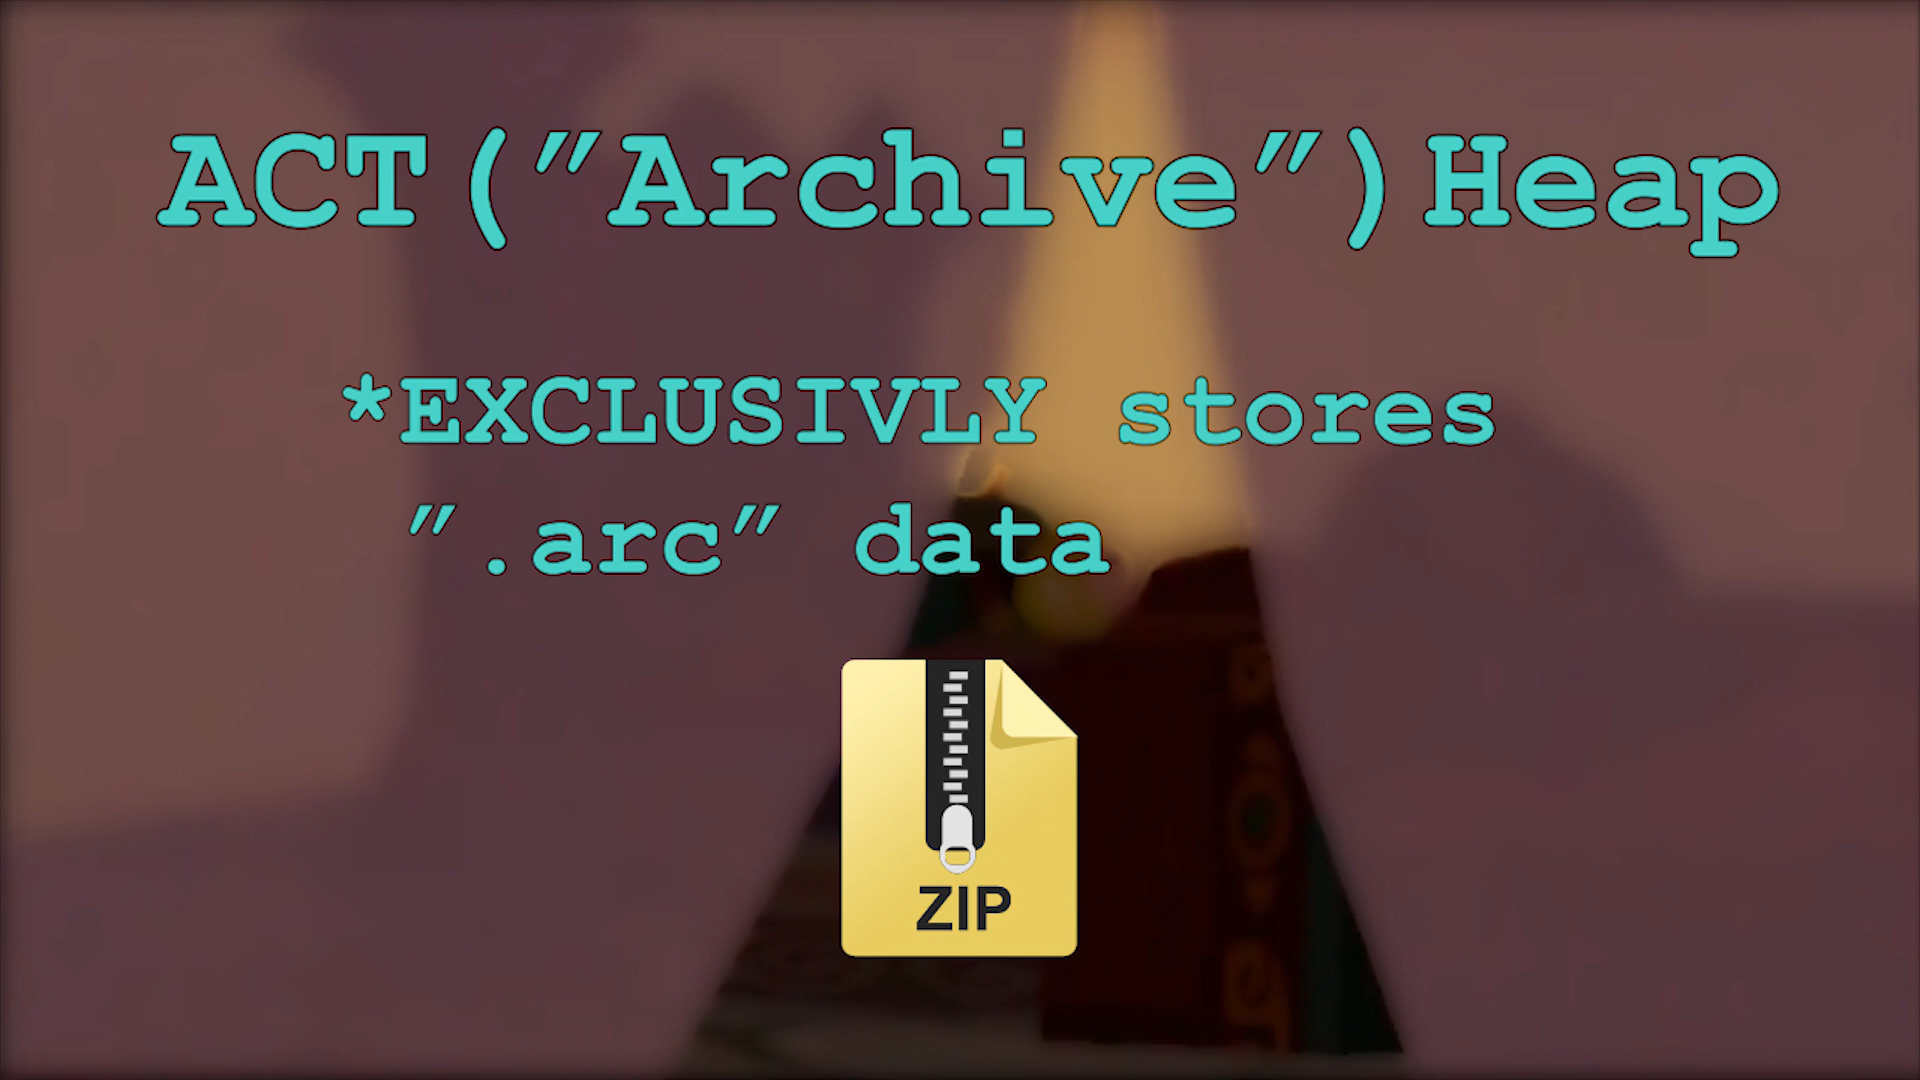 ACT(”Archive”)Heap
*EXCLUSIVLY stores
”.arc” data
ZIP